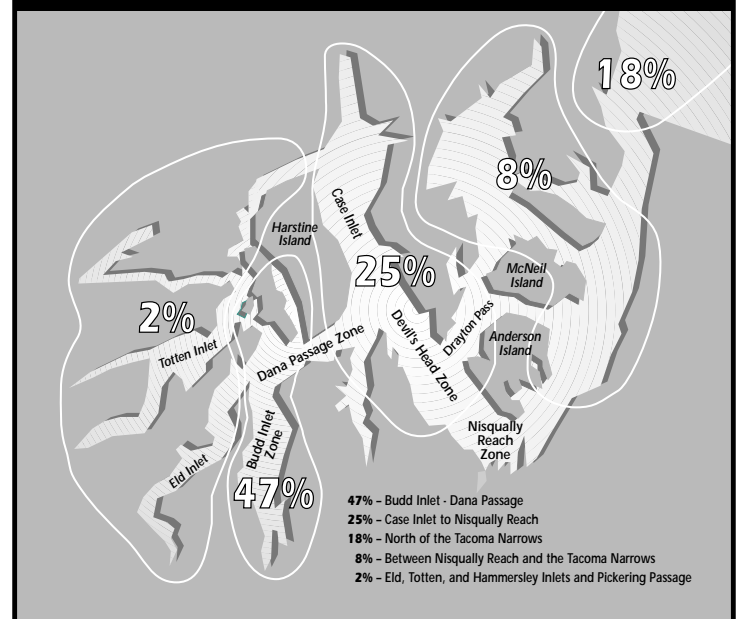 18%
8%
Case Inlet
Harstine
Island
25%
McNeil
Island
2%
Totten Inlet
Dana Passage Zone
Devil's Head Zone
Drayton Pass
Anderson
Island
Budd Inlet
Zone
Nisqually
Reach
Zone
Eld Inlet
47%
47% – Budd Inlet - Dana Passage
25% – Case Inlet to Nisqually Reach
18% – North of the Tacoma Narrows
8% – Between Nisqually Reach and the Tacoma Narrows
2% – Eld, Totten, and Hammersley Inlets and Pickering Passage